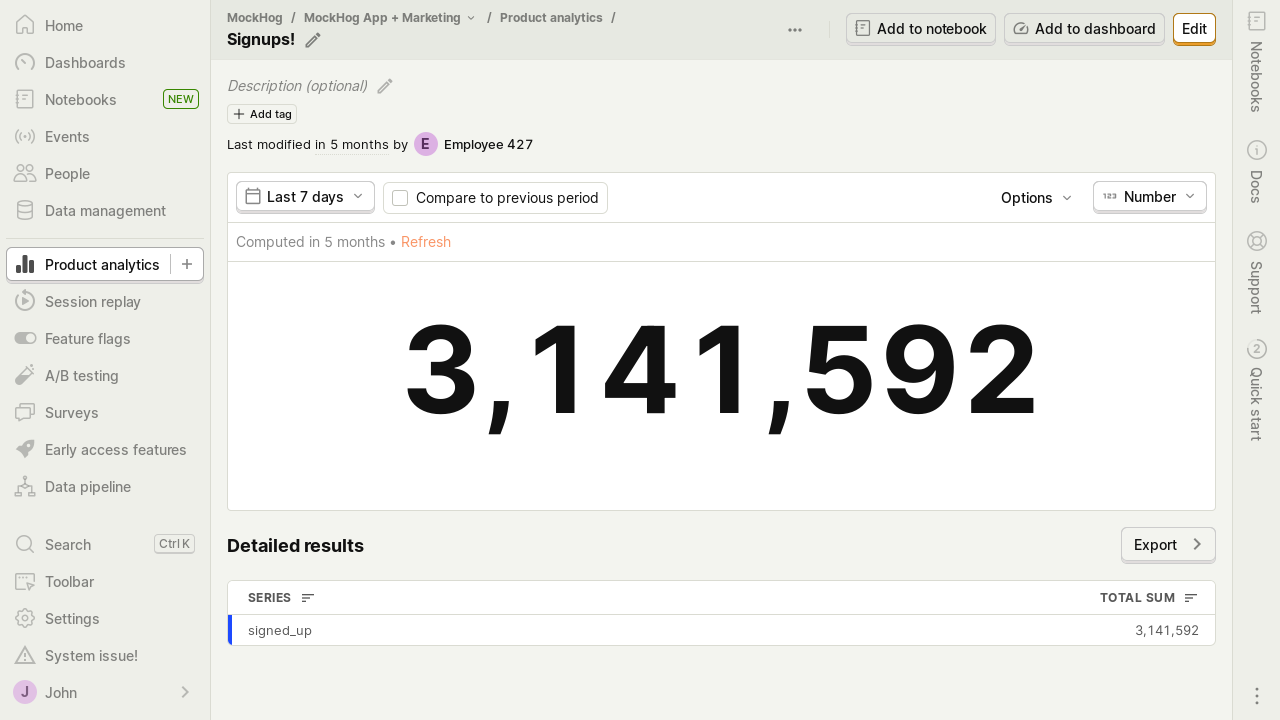 Home
Dashboards
Notebooks NEW
Events
People
Data management
Product analytics
Session replay
Feature flags
A/B testing
Surveys
Early access features
Data pipeline
Search Ctrl K
Toolbar
Settings
System issue!
J John
MockHog / MockHog App + Marketing / Product analytics /
Signups!
Add to notebook
Add to dashboard
Edit
Description (optional)
Add tag
Last modified in 5 months by E Employee 427
Last 7 days
Compare to previous period
Options
123 Number
Computed in 5 months • Refresh
3,141,592
Detailed results
Export
SERIES TOTAL SUM
signed_up 3,141,592
Notebooks
Docs
Support
2
Quick start